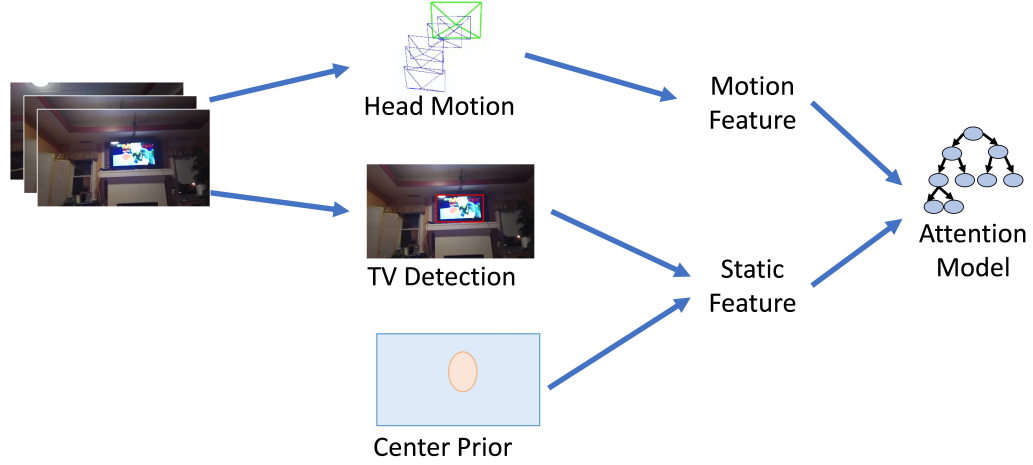 Head Motion
Motion
Feature
TV Detection
Static
Feature
Attention
Model
Center Prior